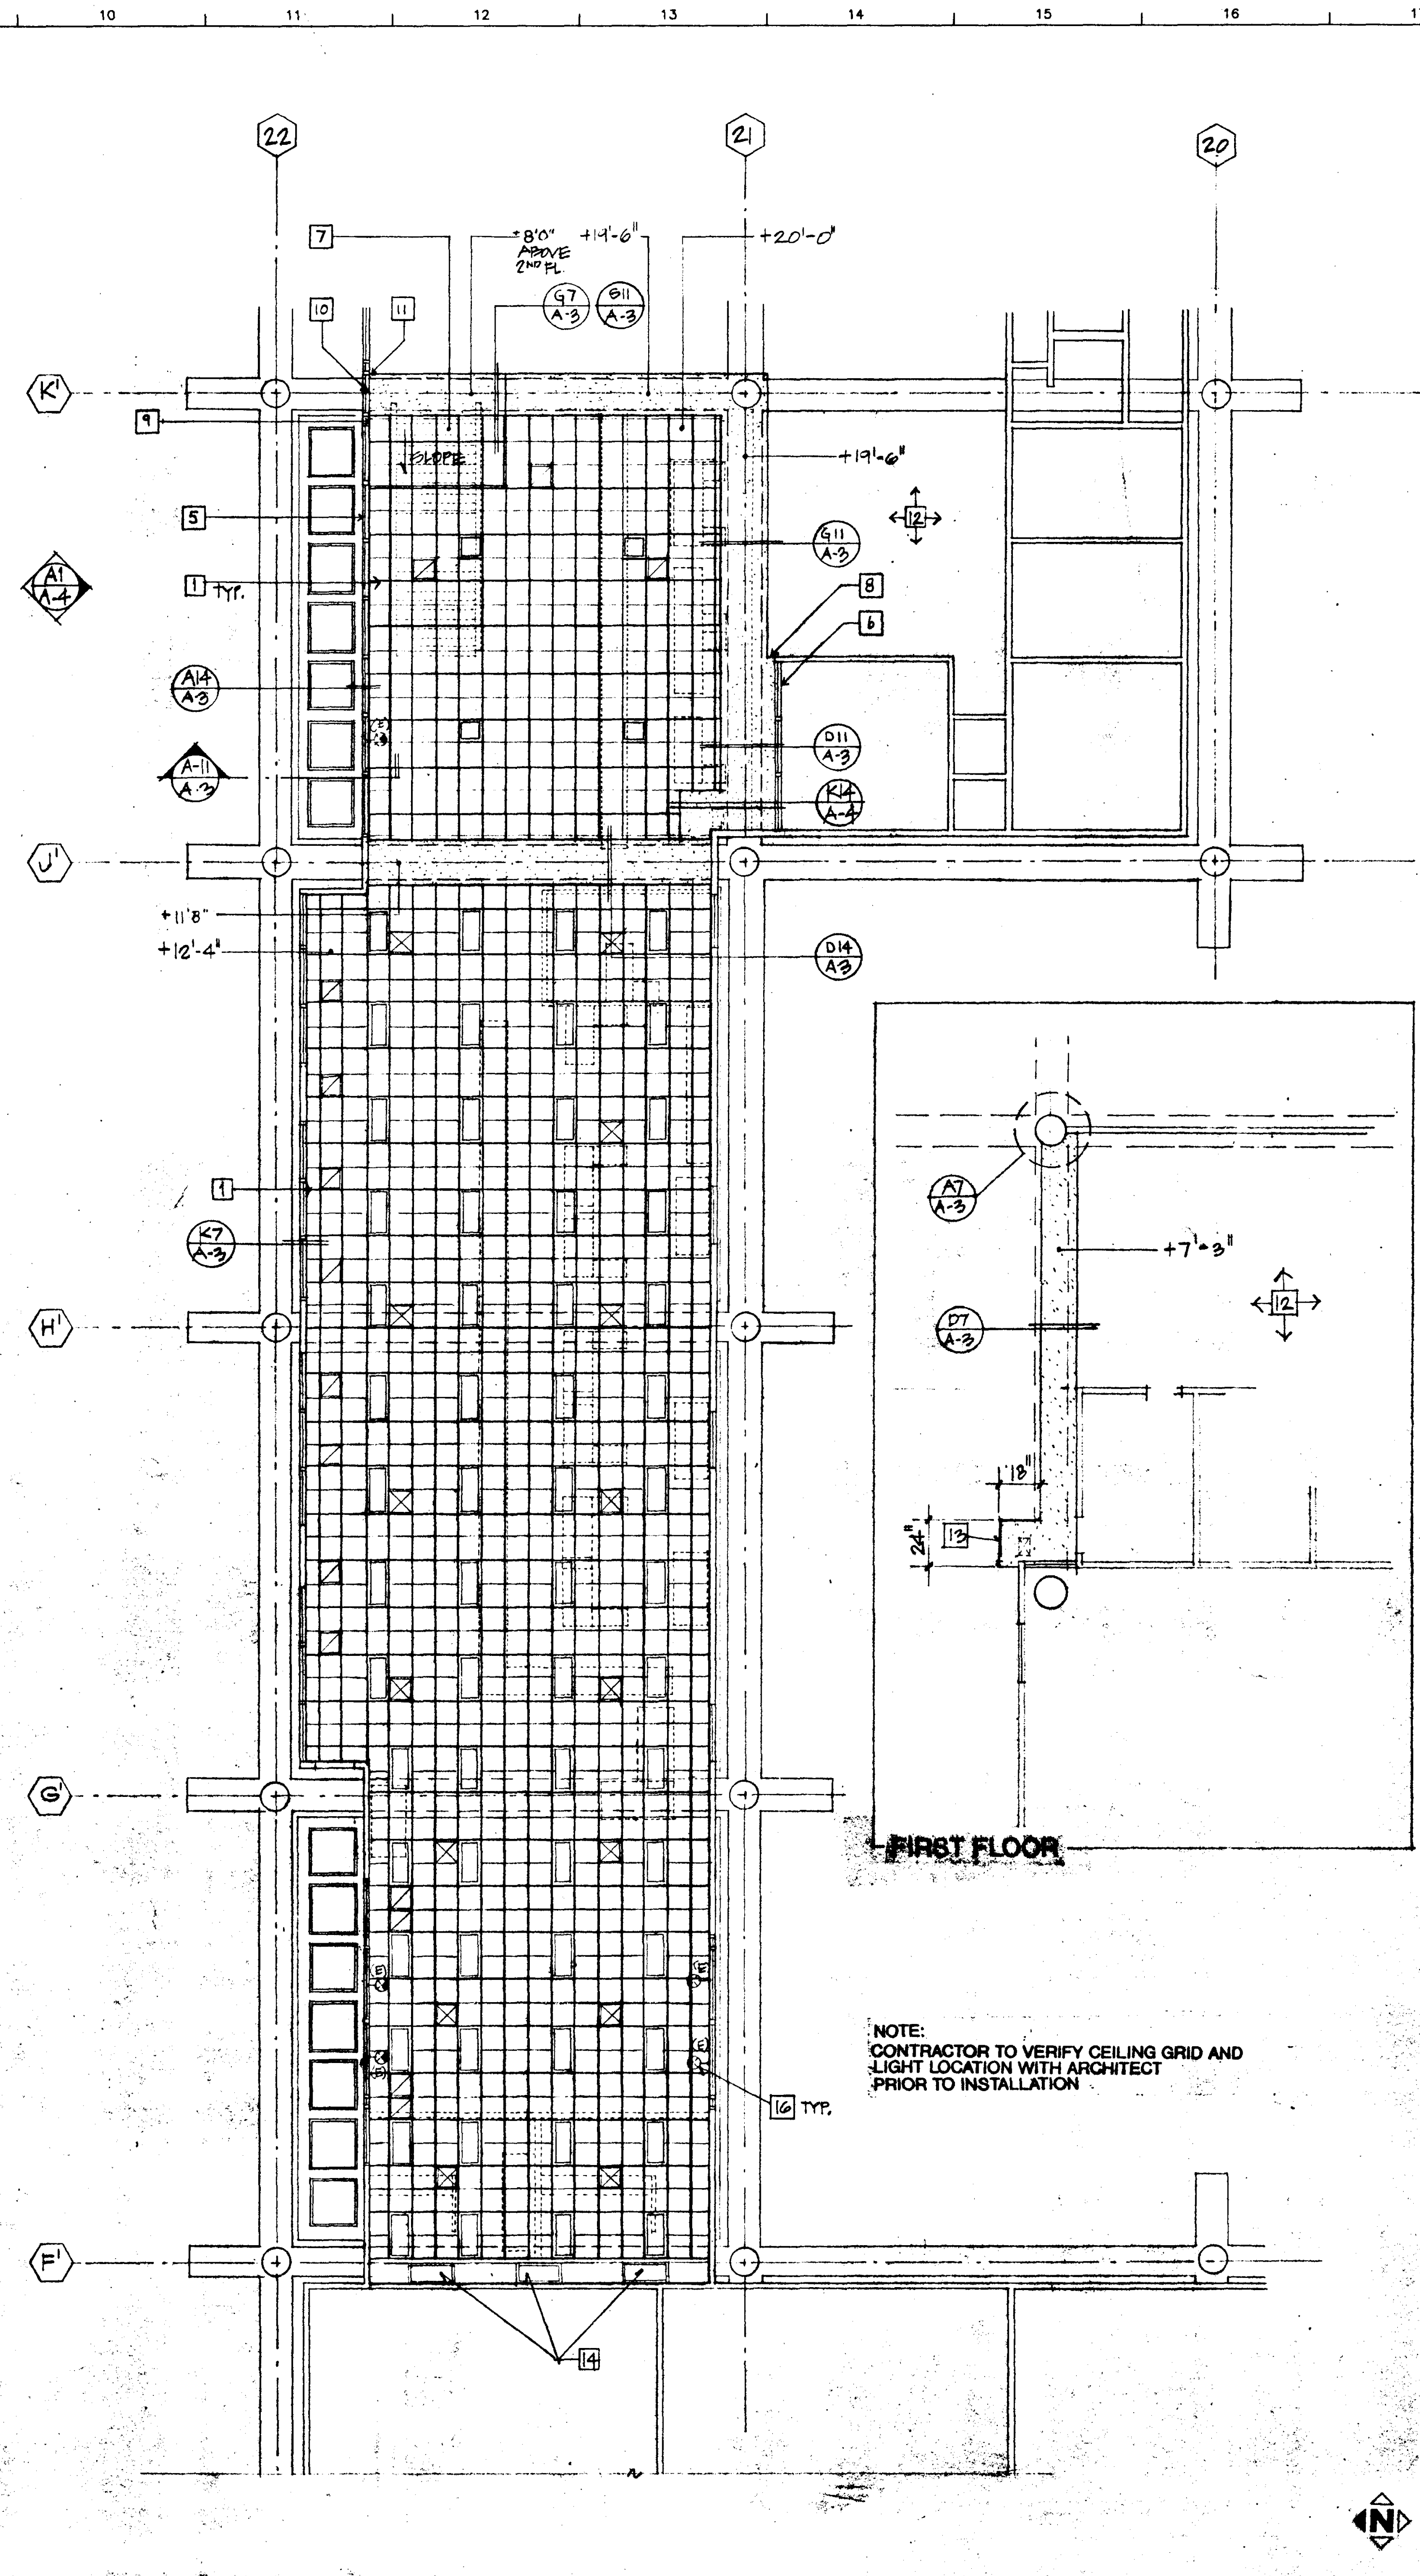 10 11 12 13 14 15 16
22 21 20
7
+8'0" +19'-6"
ABOVE
2ND FL.
+20'-0"
10 11
G7
A-3
G11
A-3
K'
9
SLOPE
+19'-6"
5
12
G11
A-3
A1
A-4
1 TYP.
8
6
A14
A-3
E
D11
A-3
A-11
A-3
K14
A-4
J'
+11'8"
+12'-4"
D14
A-3
A7
A-3
1
K7
A-3
+7'-3"
12
H'
D7
A-3
18"
24"
13
G'
FIRST FLOOR
E E
E E
NOTE:
CONTRACTOR TO VERIFY CEILING GRID AND
LIGHT LOCATION WITH ARCHITECT
PRIOR TO INSTALLATION
16 TYP.
F'
14
N